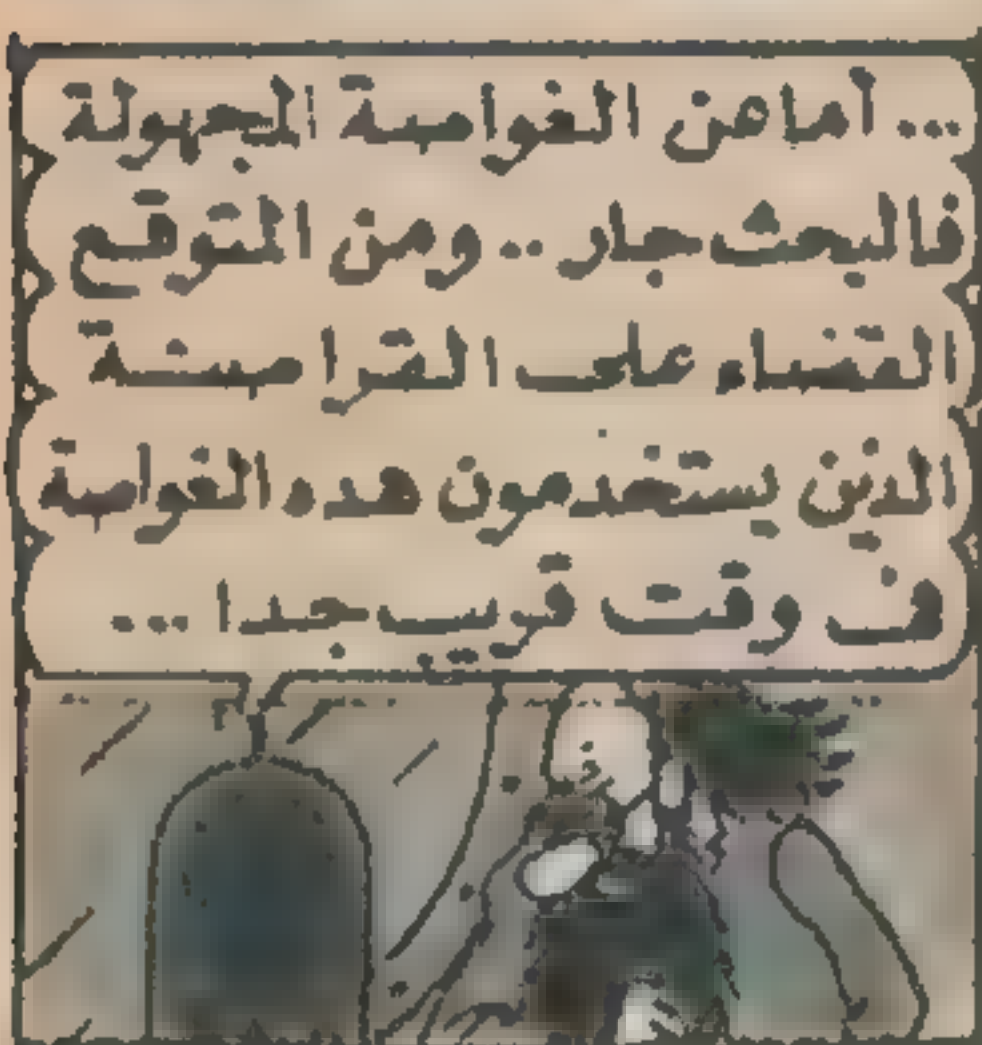 ... أما عن الغواصة المجهولة
فالبحث جار .. ومن المتوقع
القضاء على القراصنة
الذين يستخدمون هذه الغواصة
في وقت قريب جدا ...